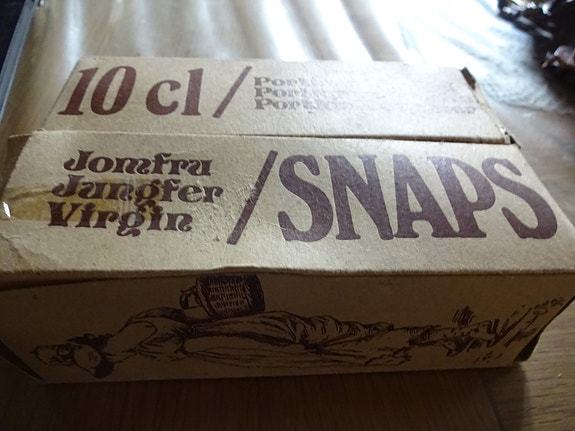 10 cl /
Jomfru
Jungfer
Virgin
/ SNAPS